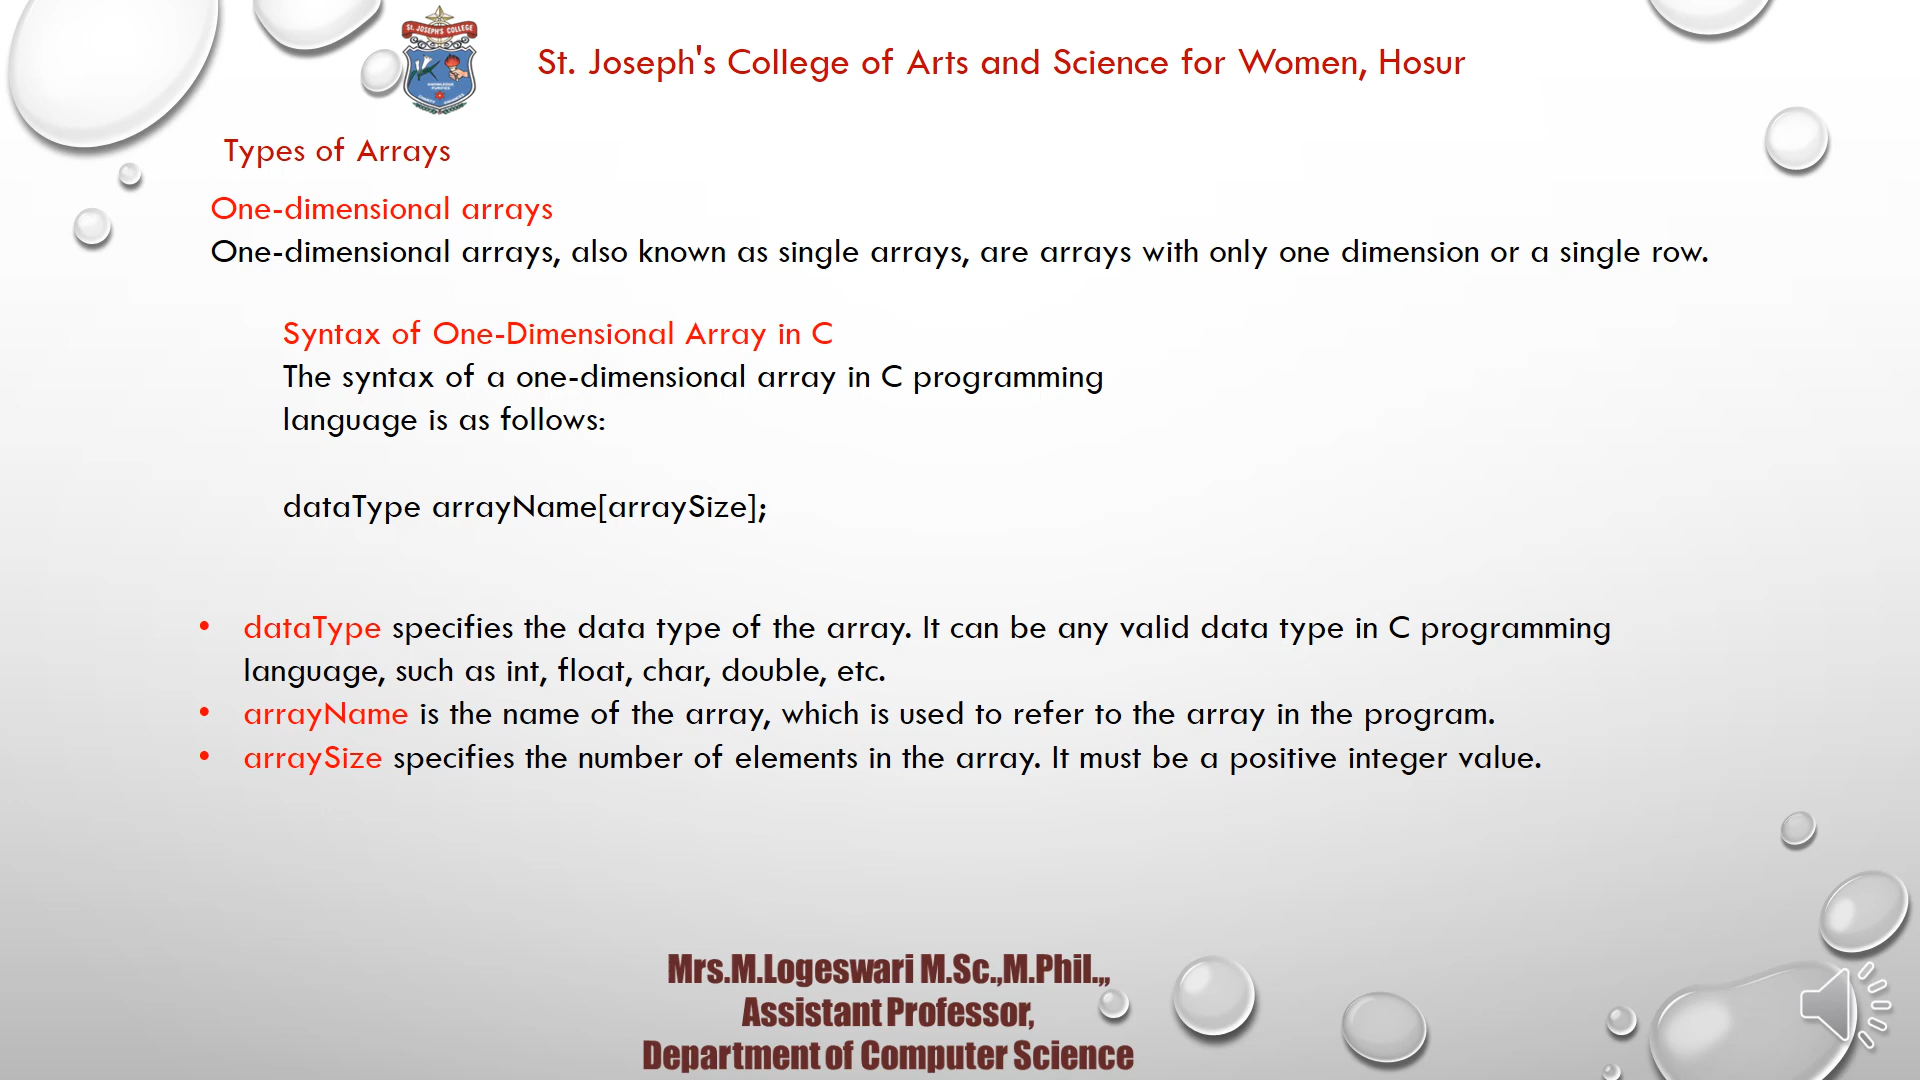 ST. JOSEPH'S COLLEGE
St. Joseph's College of Arts and Science for Women, Hosur
Types of Arrays
One-dimensional arrays
One-dimensional arrays, also known as single arrays, are arrays with only one dimension or a single row.
Syntax of One-Dimensional Array in C
The syntax of a one-dimensional array in C programming
language is as follows:
dataType arrayName[arraySize];
• dataType specifies the data type of the array. It can be any valid data type in C programming
language, such as int, float, char, double, etc.
• arrayName is the name of the array, which is used to refer to the array in the program.
• arraySize specifies the number of elements in the array. It must be a positive integer value.
Mrs.M.Logeswari M.Sc.,M.Phil.,,
Assistant Professor,
Department of Computer Science